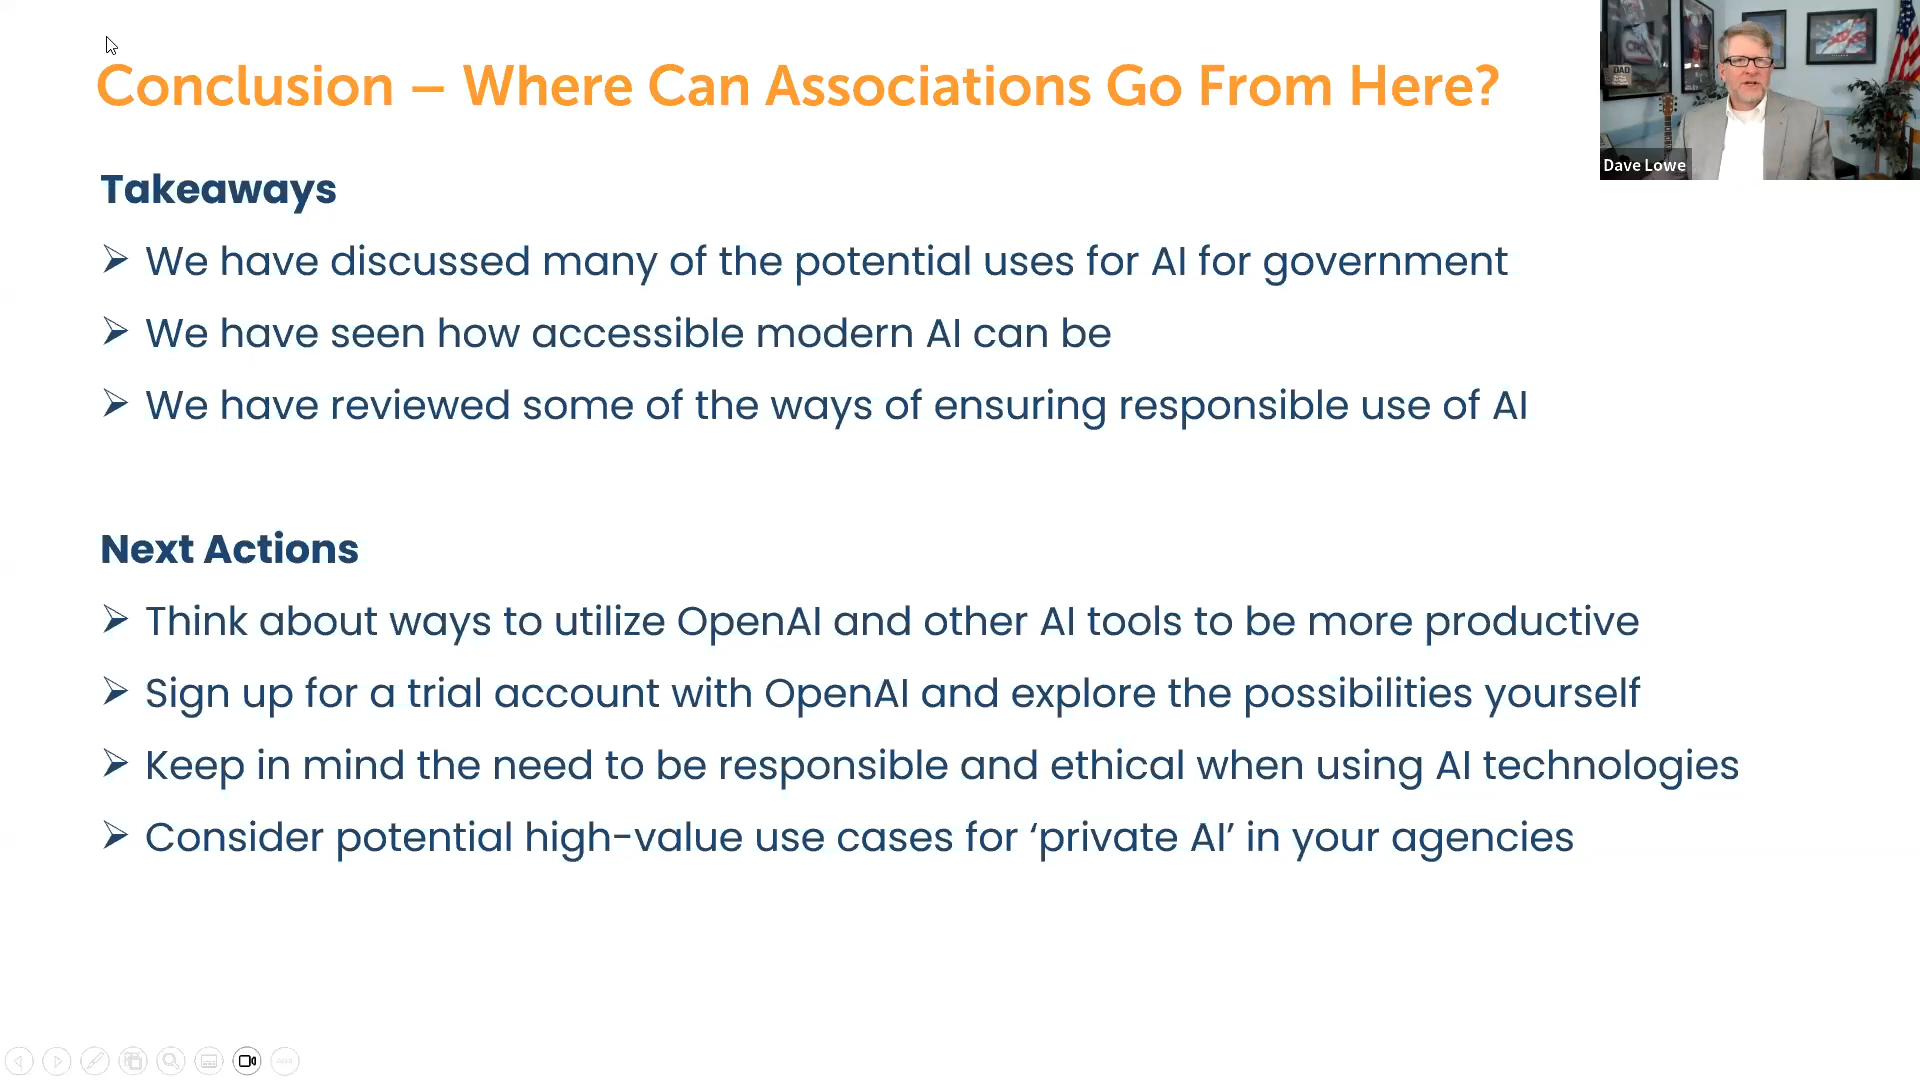 Conclusion – Where Can Associations Go From Here?
Takeaways
We have discussed many of the potential uses for AI for government
We have seen how accessible modern AI can be
We have reviewed some of the ways of ensuring responsible use of AI
Next Actions
Think about ways to utilize OpenAI and other AI tools to be more productive
Sign up for a trial account with OpenAI and explore the possibilities yourself
Keep in mind the need to be responsible and ethical when using AI technologies
Consider potential high-value use cases for ‘private AI’ in your agencies
DAD
Dave Lowe